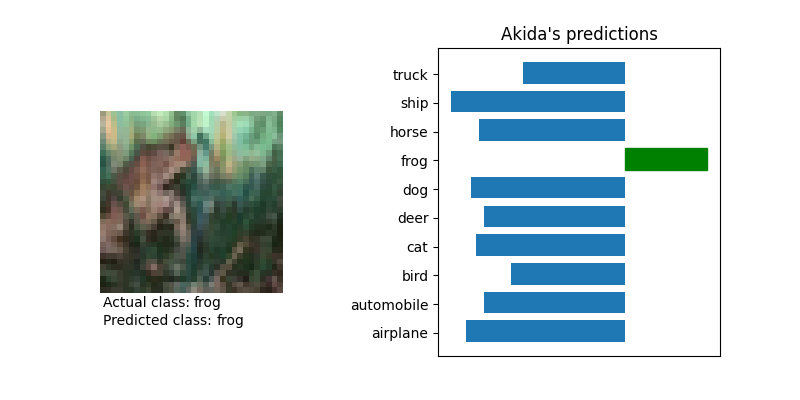 Akida's predictions
truck
ship
horse
frog
dog
deer
cat
bird
automobile
airplane
Actual class: frog
Predicted class: frog